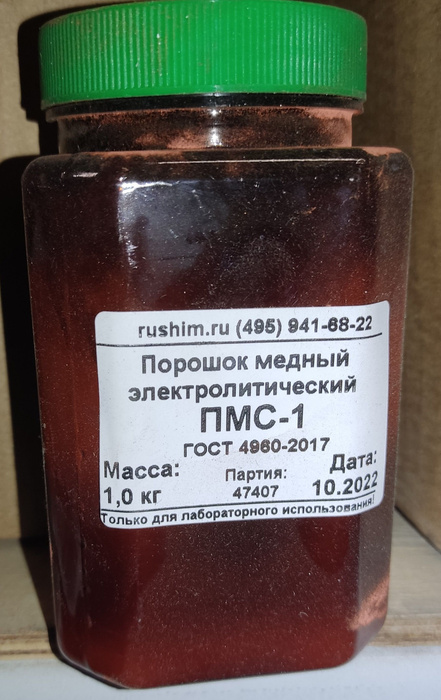 rushim.ru (495) 941-68-22
Порошок медный
электролитический
ПМС-1
ГОСТ 4960-2017
Масса: Партия: Дата:
1,0 кг 47407 10.2022
Только для лабораторного использования!